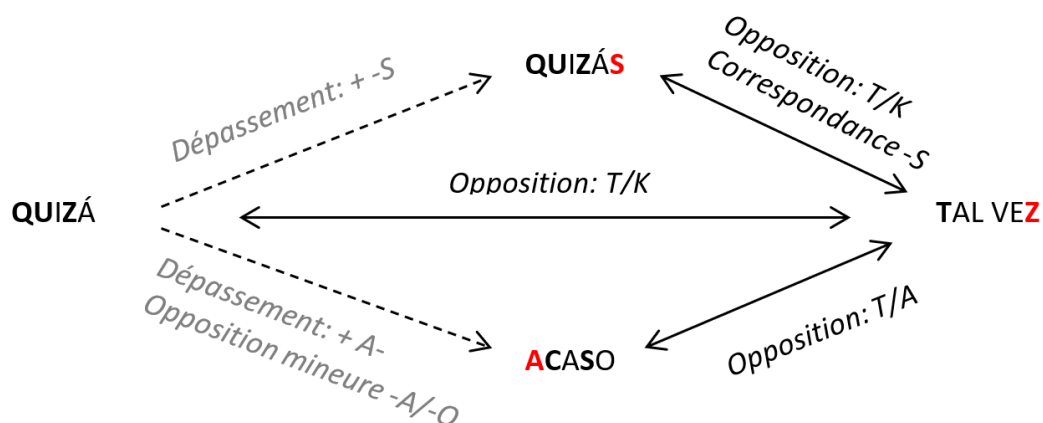 QUIZÁS
Opposition: T/K
Correspondance -S
Dépassement: + -S
Opposition: T/K
QUIZÁ
TAL VEZ
Dépassement: + A-
Opposition mineure -A/-O
Opposition: T/A
ACASO